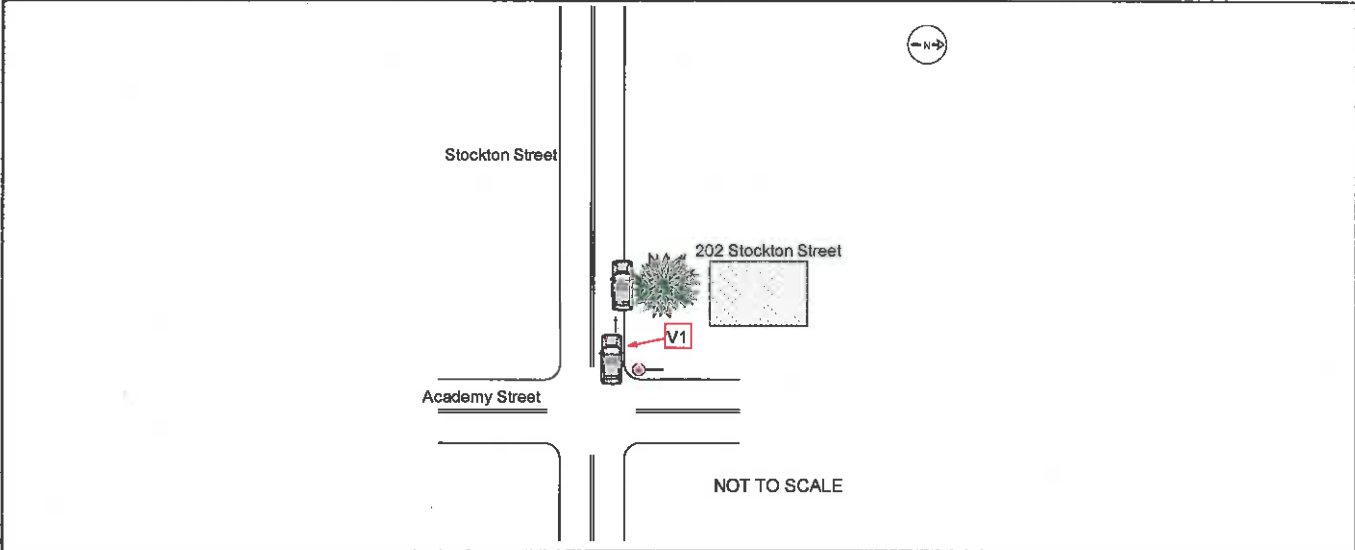 N
Stockton Street
202 Stockton Street
V1
Academy Street
NOT TO SCALE